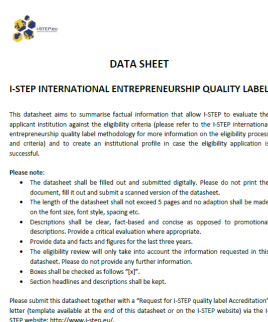 i-STEP.eu
DATA SHEET
I-STEP INTERNATIONAL ENTREPRENEURSHIP QUALITY LABEL
This datasheet aims to summarise factual information that allow I-STEP to evaluate the
applicant institution against the eligibility criteria (please refer to the I-STEP international
entrepreneurship quality label methodology for more information on the eligibility process
and criteria) and to create an institutional profile in case the eligibility application is
successful.
Please note:
• The datasheet shall be filled out and submitted digitally. Please do not print the
document, fill it out and submit a scanned version of the datasheet.
• The length of the datasheet shall not exceed 5 pages and no adaption shall be made
on the font size, font style, spacing etc.
• Descriptions shall be clear, fact-based and concise as opposed to promotional
descriptions. Provide a critical evaluation where appropriate.
• Provide data and facts and figures for the last three years.
• The eligibility review will only take into account the information requested in this
datasheet. Please do not provide any further information.
• Boxes shall be checked as follows "[x]".
• Section headlines and descriptions shall be kept.
Please submit this datasheet together with a "Request for I-STEP quality label Accreditation"
letter (template available at the end of this datasheet or on the I-STEP website) via the I-
STEP website: http://www.i-step.eu/.